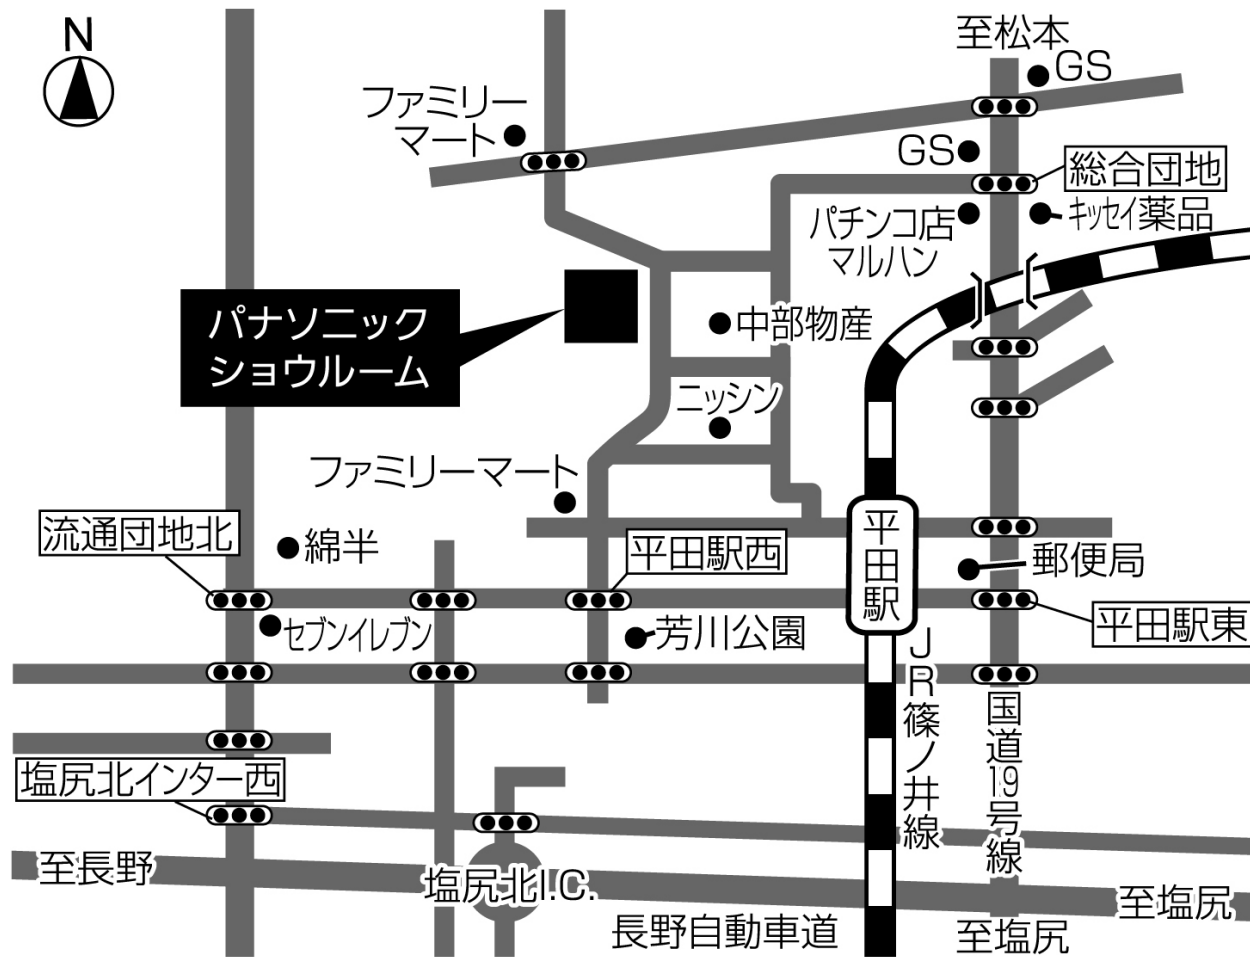 N
至松本
GS
ファミリー
マート
GS
総合団地
パチンコ店
マルハン
キッセイ薬品
パナソニック
ショウルーム
中部物産
ニッシン
ファミリーマート
流通団地北
綿半
平田駅西
平田駅
郵便局
セブンイレブン
芳川公園
平田駅東
JR篠ノ井線
国道19号線
塩尻北インター西
至長野
塩尻北I.C.
至塩尻
長野自動車道
至塩尻